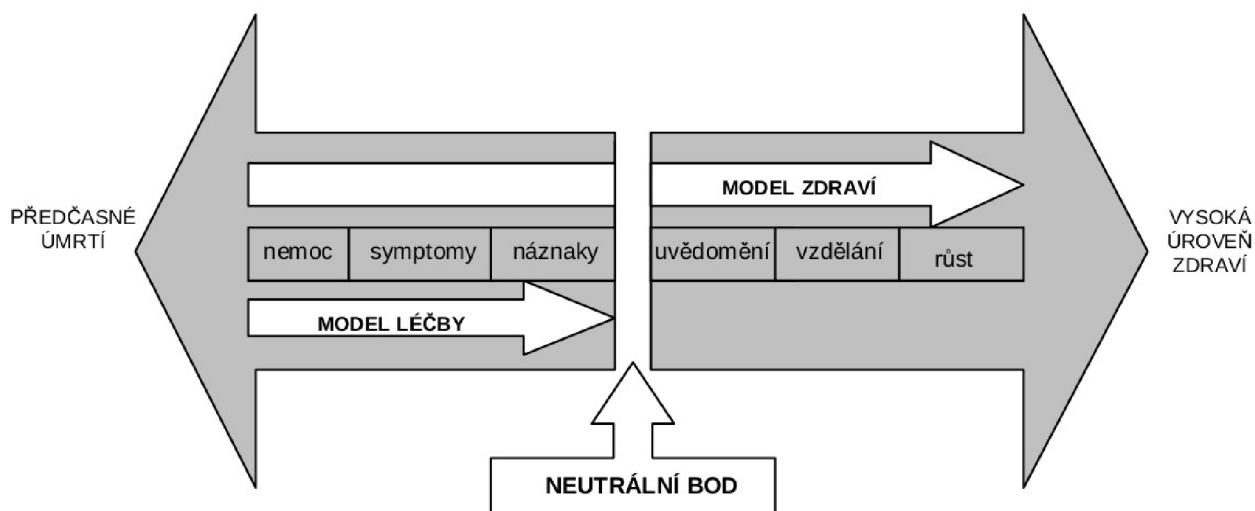 MODEL ZDRAVÍ
PŘEDČASNÉ
ÚMRTÍ
VYSOKÁ
ÚROVEŇ
ZDRAVÍ
nemoc symptomy náznaky uvědomění vzdělání růst
MODEL LÉČBY
NEUTRÁLNÍ BOD